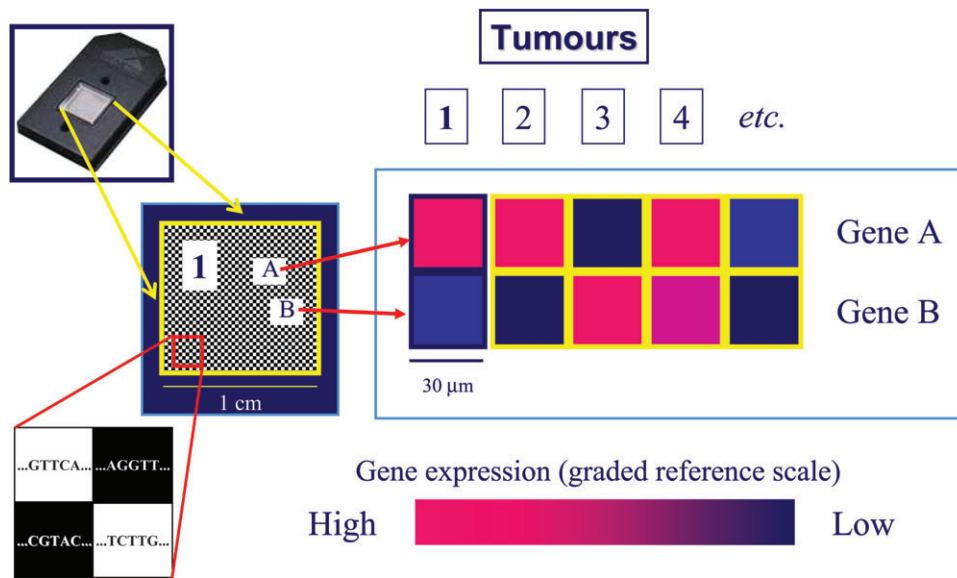 Tumours
1 2 3 4 etc.
1
A
B
Gene A
Gene B
30 µm
1 cm
...GTTCA... ...AGGTT...
...CGTAC... ...TCTTG...
Gene expression (graded reference scale)
High Low